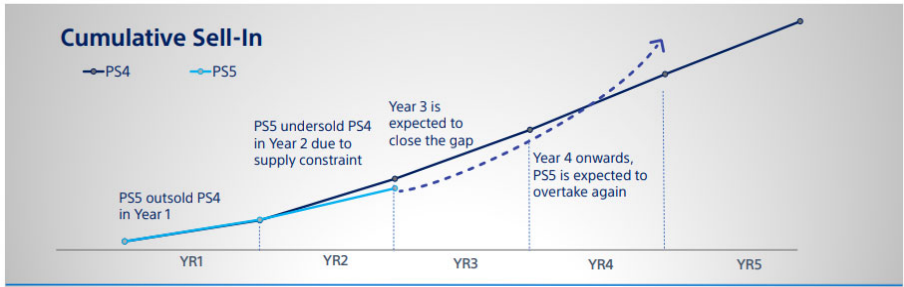 Cumulative Sell-In
PS4
PS5
PS5 outsold PS4
in Year 1
PS5 undersold PS4
in Year 2 due to
supply constraint
Year 3 is
expected to
close the gap
Year 4 onwards,
PS5 is expected to
overtake again
YR1
YR2
YR3
YR4
YR5